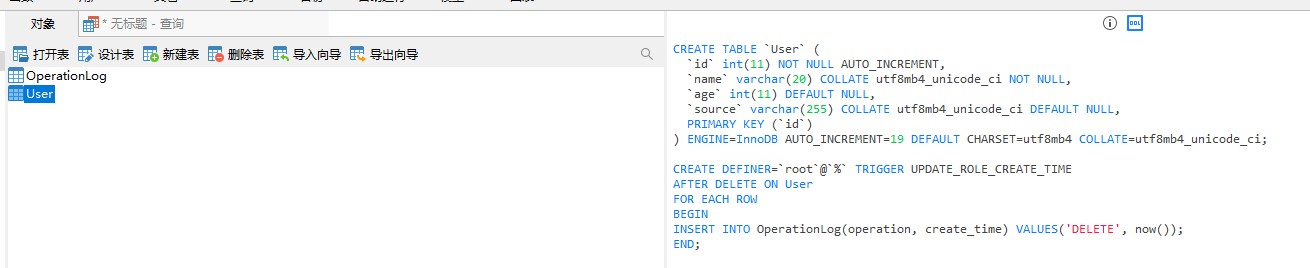 对象
* 无标题 - 查询
打开表 设计表 新建表 删除表 导入向导 导出向导
OperationLog
User
DDL
CREATE TABLE `User` (
  `id` int(11) NOT NULL AUTO_INCREMENT,
  `name` varchar(20) COLLATE utf8mb4_unicode_ci NOT NULL,
  `age` int(11) DEFAULT NULL,
  `source` varchar(255) COLLATE utf8mb4_unicode_ci DEFAULT NULL,
  PRIMARY KEY (`id`)
) ENGINE=InnoDB AUTO_INCREMENT=19 DEFAULT CHARSET=utf8mb4 COLLATE=utf8mb4_unicode_ci;
CREATE DEFINER=`root`@`%` TRIGGER UPDATE_ROLE_CREATE_TIME
AFTER DELETE ON User
FOR EACH ROW
BEGIN
INSERT INTO OperationLog(operation, create_time) VALUES('DELETE', now());
END;